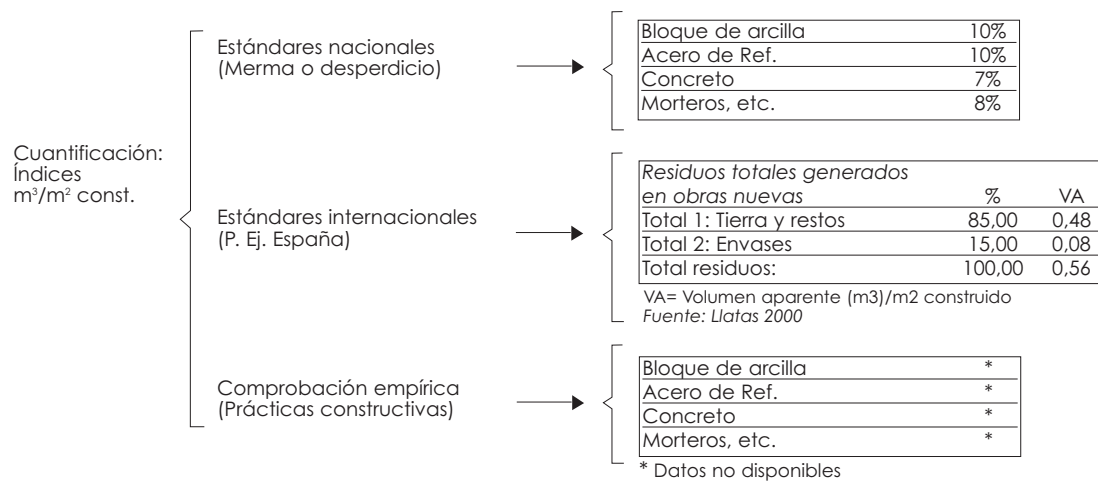 Cuantificación:
Índices
m³/m² const.
Estándares nacionales
(Merma o desperdicio)
Bloque de arcilla 10%
Acero de Ref. 10%
Concreto 7%
Morteros, etc. 8%
Estándares internacionales
(P. Ej. España)
Residuos totales generados
en obras nuevas % VA
Total 1: Tierra y restos 85,00 0,48
Total 2: Envases 15,00 0,08
Total residuos: 100,00 0,56
VA= Volumen aparente (m3)/m2 construido
Fuente: Llatas 2000
Comprobación empírica
(Prácticas constructivas)
Bloque de arcilla *
Acero de Ref. *
Concreto *
Morteros, etc. *
* Datos no disponibles